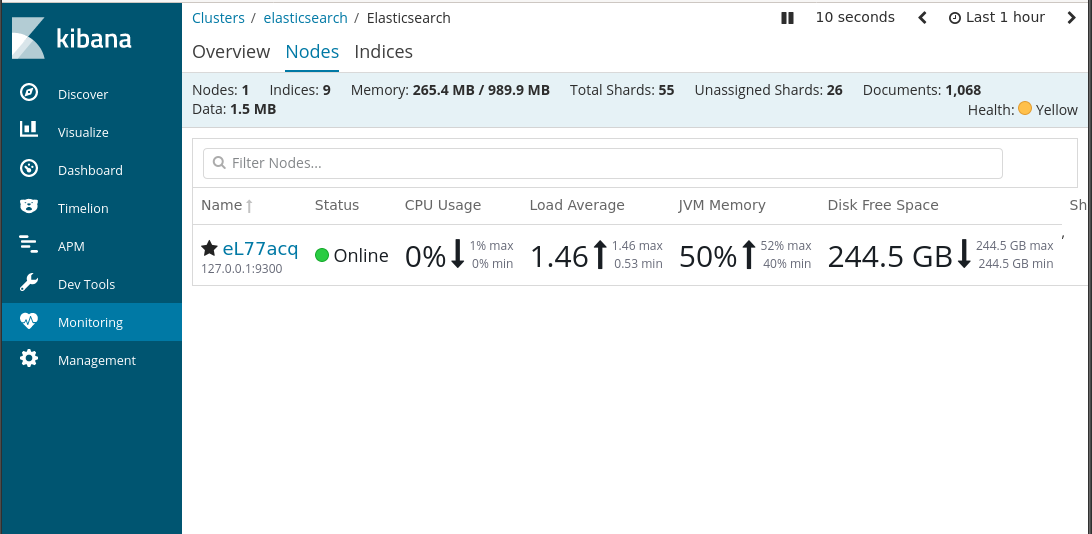 kibana
Discover
Visualize
Dashboard
Timelion
APM
Dev Tools
Monitoring
Management
Clusters / elasticsearch / Elasticsearch
10 seconds Last 1 hour
Overview Nodes Indices
Nodes: 1 Indices: 9 Memory: 265.4 MB / 989.9 MB Total Shards: 55 Unassigned Shards: 26 Documents: 1,068
Data: 1.5 MB
Health: Yellow
Filter Nodes...
Name Status CPU Usage Load Average JVM Memory Disk Free Space Sh
eL77acq Online 0% 1% max 1.46 1.46 max 50% 52% max 244.5 GB 244.5 GB max
127.0.0.1:9300 0% min 0.53 min 40% min 244.5 GB min